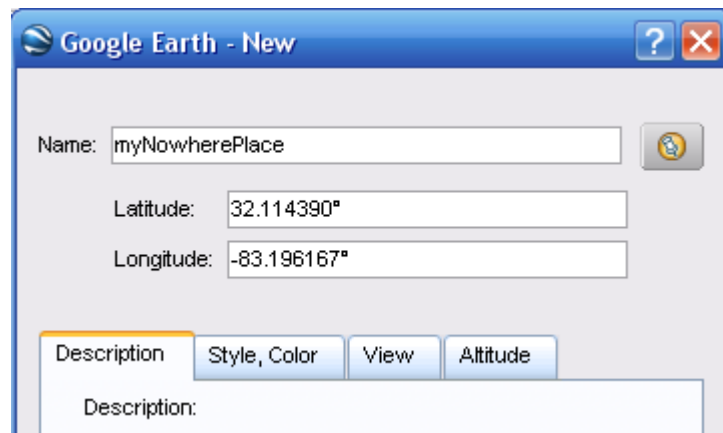 Google Earth - New
Name: myNowherePlace
Latitude: 32.114390°
Longitude: -83.196167°
Description Style, Color View Altitude
Description: